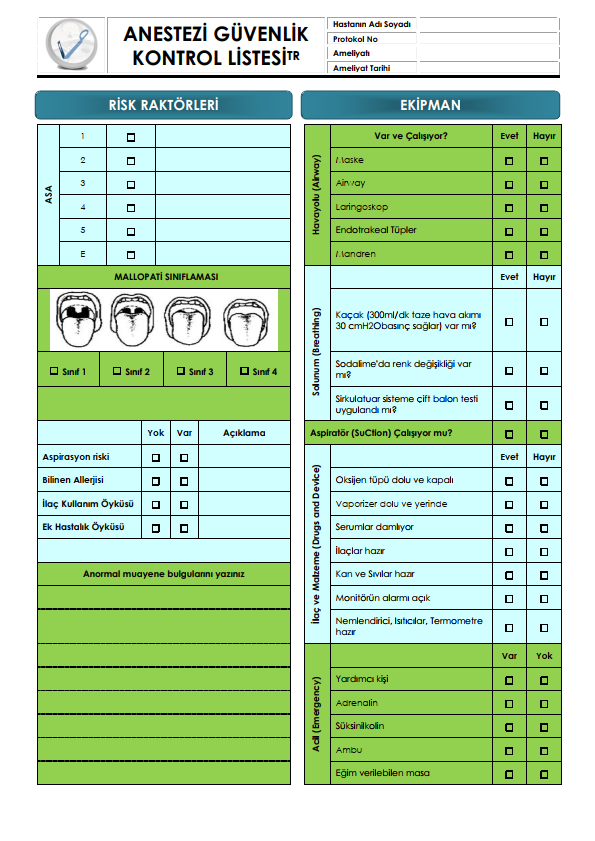 ANESTEZİ GÜVENLİK
KONTROL LİSTESİTR
Hastanın Adı Soyadı
Protokol No
Ameliyatı
Ameliyat Tarihi
RİSK RAKTÖRLERİ
ASA
1
2
3
4
5
E
MALLOPATİ SINIFLAMASI
Sınıf 1 Sınıf 2 Sınıf 3 Sınıf 4
Yok Var Açıklama
Aspirasyon riski
Bilinen Allerjisi
İlaç Kullanım Öyküsü
Ek Hastalık Öyküsü
Anormal muayene bulgularını yazınız
EKİPMAN
Havayolu (Airway)
Var ve Çalışıyor? Evet Hayır
Maske
Airway
Laringoskop
Endotrakeal Tüpler
Mandren
Solunum (Breathing)
Evet Hayır
Kaçak (300ml/dk taze hava akımı
30 cmH2Obasınç sağlar) var mı?
Sodalime'da renk değişikliği var
mı?
Sirkulatuar sisteme çift balon testi
uygulandı mı?
Aspiratör (SuCtIon) Çalışıyor mu?
İlaç ve Malzeme (Drugs and Device)
Evet Hayır
Oksijen tüpü dolu ve kapalı
Vaporizer dolu ve yerinde
Serumlar damlıyor
İlaçlar hazır
Kan ve Sıvılar hazır
Monitörün alarmı açık
Nemlendirici, Isıtıcılar, Termometre
hazır
Acil (Emergency)
Var Yok
Yardımcı kişi
Adrenalin
Süksinilkolin
Ambu
Eğim verilebilen masa